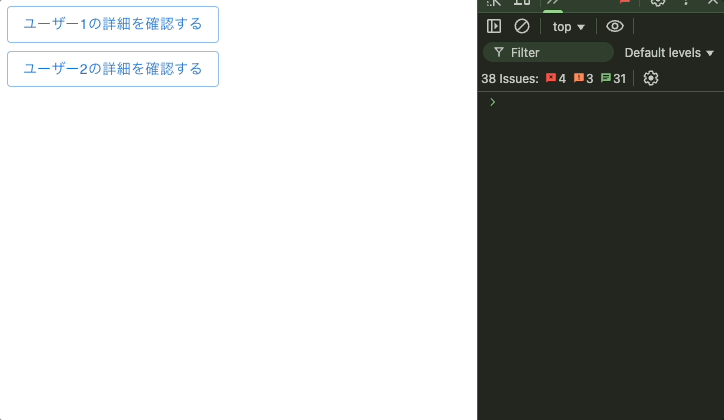 ユーザー1の詳細を確認する
ユーザー2の詳細を確認する
top
Filter
Default levels
38 Issues: 4 3 31